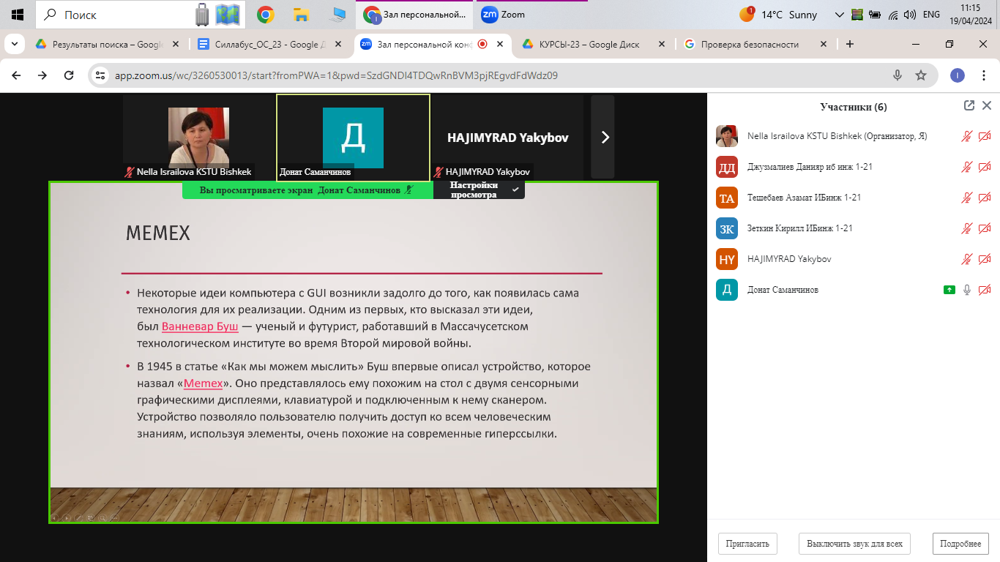 Поиск
Зал персональной...
Zoom
1
14°C Sunny
ENG
11:15
19/04/2024
Результаты поиска – Google
Силлабус_ОС_23 - Google Д
Зал персональной кон
КУРСЫ-23 – Google Диск
Проверка безопасности
app.zoom.us/wc/3260530013/start?fromPWA=1&pwd=SzdGNDI4TDQwRnBVM3pjREgvdFdWdz09
I
Nella Israilova KSTU Bishkek
Д
Донат Саманчинов
HAJIMYRAD Yakybov
HAJIMYRAD Yakybov
Вы просматриваете экран Донат Саманчинов
Настройки
просмотра
MEMEX
• Некоторые идеи компьютера с GUI возникли задолго до того, как появилась сама
технология для их реализации. Одним из первых, кто высказал эти идеи,
был Ванневар Буш — ученый и футурист, работавший в Массачусетском
технологическом институте во время Второй мировой войны.
• В 1945 в статье «Как мы можем мыслить» Буш впервые описал устройство, которое
назвал «Memex». Оно представлялось ему похожим на стол с двумя сенсорными
графическими дисплеями, клавиатурой и подключенным к нему сканером.
Устройство позволяло пользователю получить доступ ко всем человеческим
знаниям, используя элементы, очень похожие на современные гиперссылки.
Участники (6)
Nella Israilova KSTU Bishkek (Организатор, Я)
ДД Джузмалиев Данияр иб инж 1-21
ТА Тешебаев Азамат ИБинж 1-21
ЗК Зеткин Кирилл ИБинж 1-21
HY HAJIMYRAD Yakybov
Д Донат Саманчинов
Пригласить
Выключить звук для всех
Подробнее